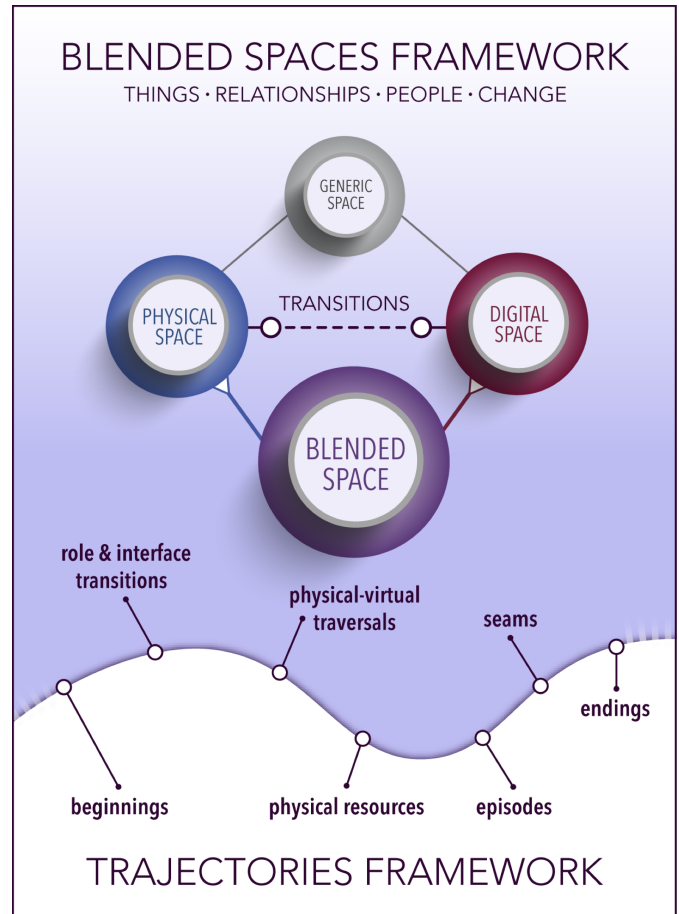 BLENDED SPACES FRAMEWORK
THINGS · RELATIONSHIPS · PEOPLE · CHANGE
GENERIC
SPACE
PHYSICAL
SPACE
TRANSITIONS
DIGITAL
SPACE
BLENDED
SPACE
role & interface
transitions
physical-virtual
traversals
seams
endings
beginnings
physical resources
episodes
TRAJECTORIES FRAMEWORK